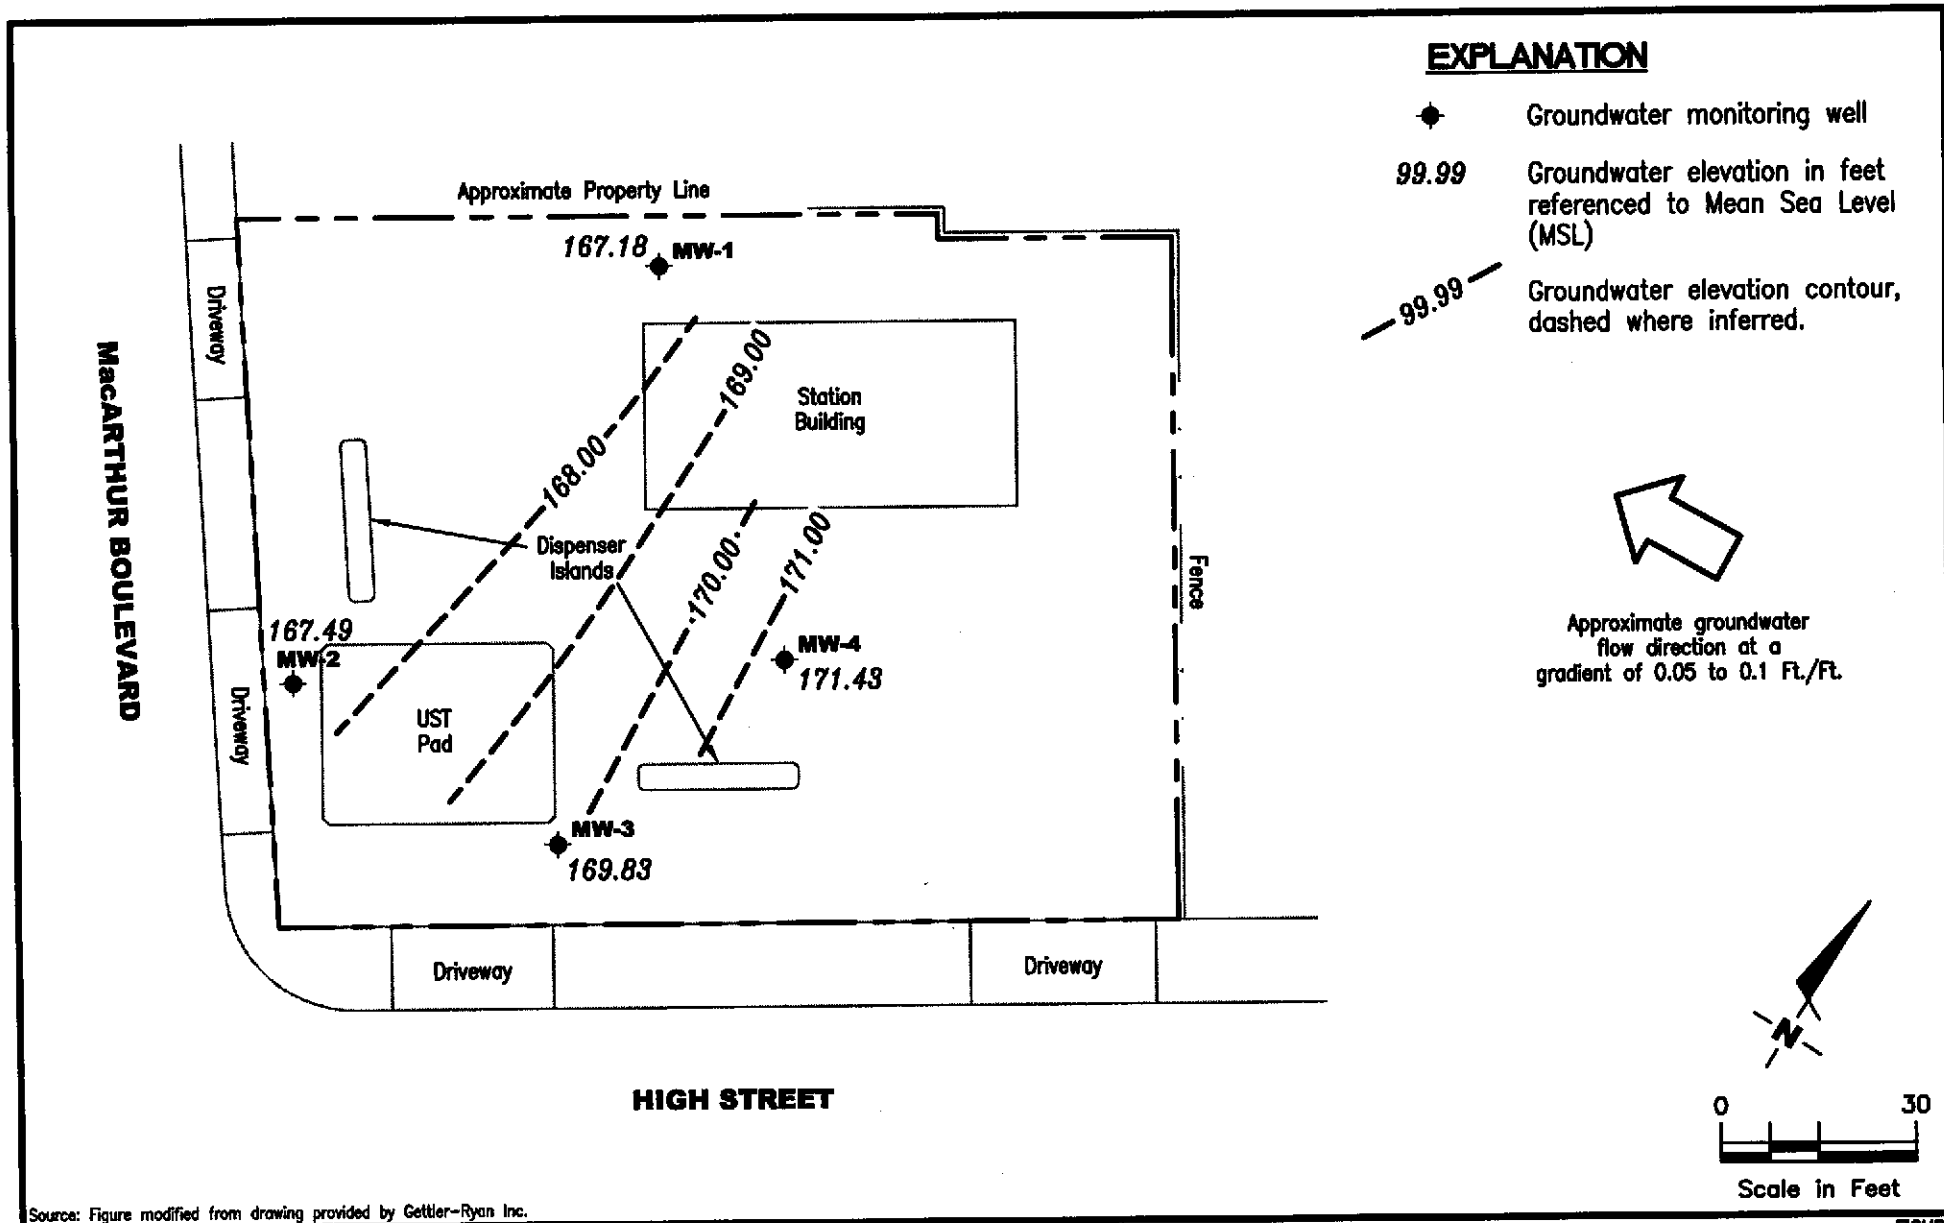 EXPLANATION
Groundwater monitoring well
99.99
Groundwater elevation in feet
referenced to Mean Sea Level
(MSL)
99.99
Groundwater elevation contour,
dashed where inferred.
Approximate Property Line
167.18
MW-1
Driveway
MacARTHUR BOULEVARD
169.00
Station
Building
168.00
Dispenser
Islands
170.00
171.00
Fence
167.49
MW-2
MW-4
171.43
Driveway
UST
Pad
MW-3
169.83
Approximate groundwater
flow direction at a
gradient of 0.05 to 0.1 Ft./Ft.
Driveway
Driveway
HIGH STREET
N
0 30
Scale in Feet
Source: Figure modified from drawing provided by Gettler-Ryan Inc.